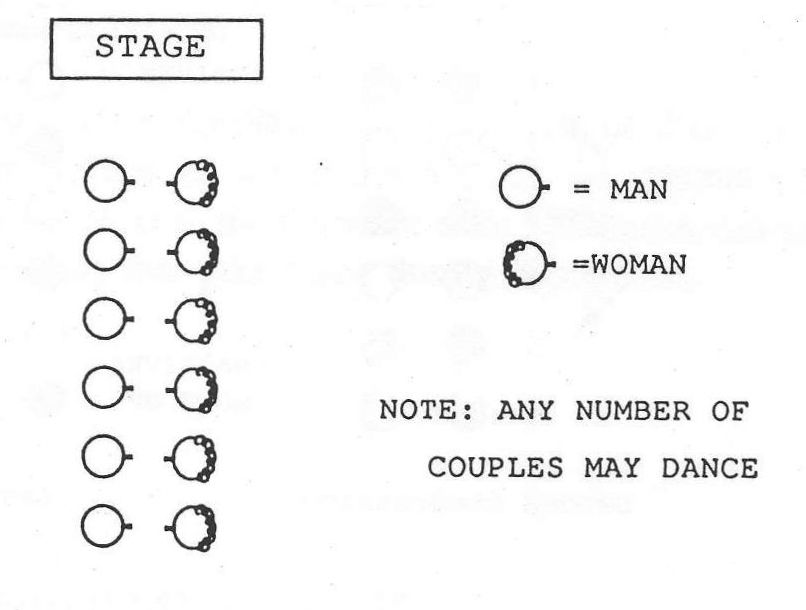 STAGE
= MAN
=WOMAN
NOTE: ANY NUMBER OF
COUPLES MAY DANCE